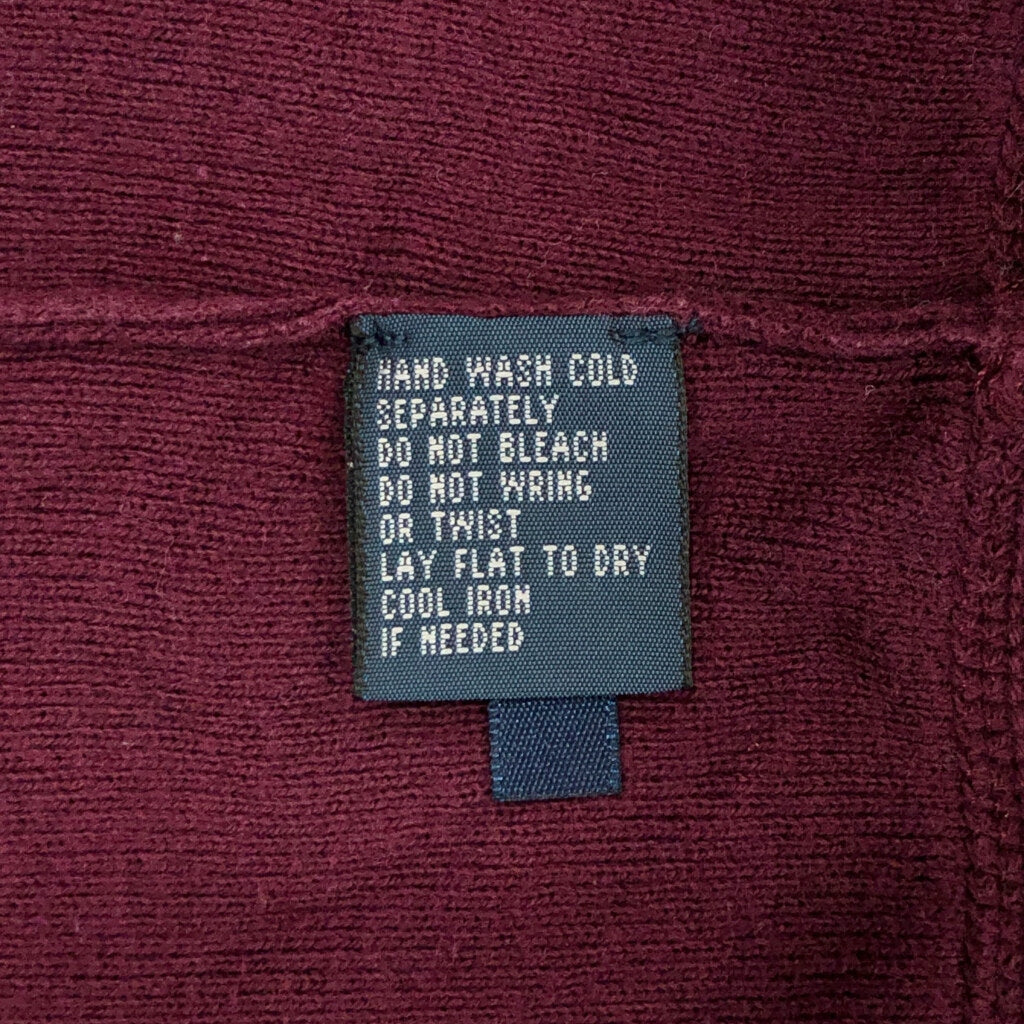 HAND WASH COLD
SEPARATELY
DO NOT BLEACH
DO NOT WRING
OR TWIST
LAY FLAT TO DRY
COOL IRON
IF NEEDED